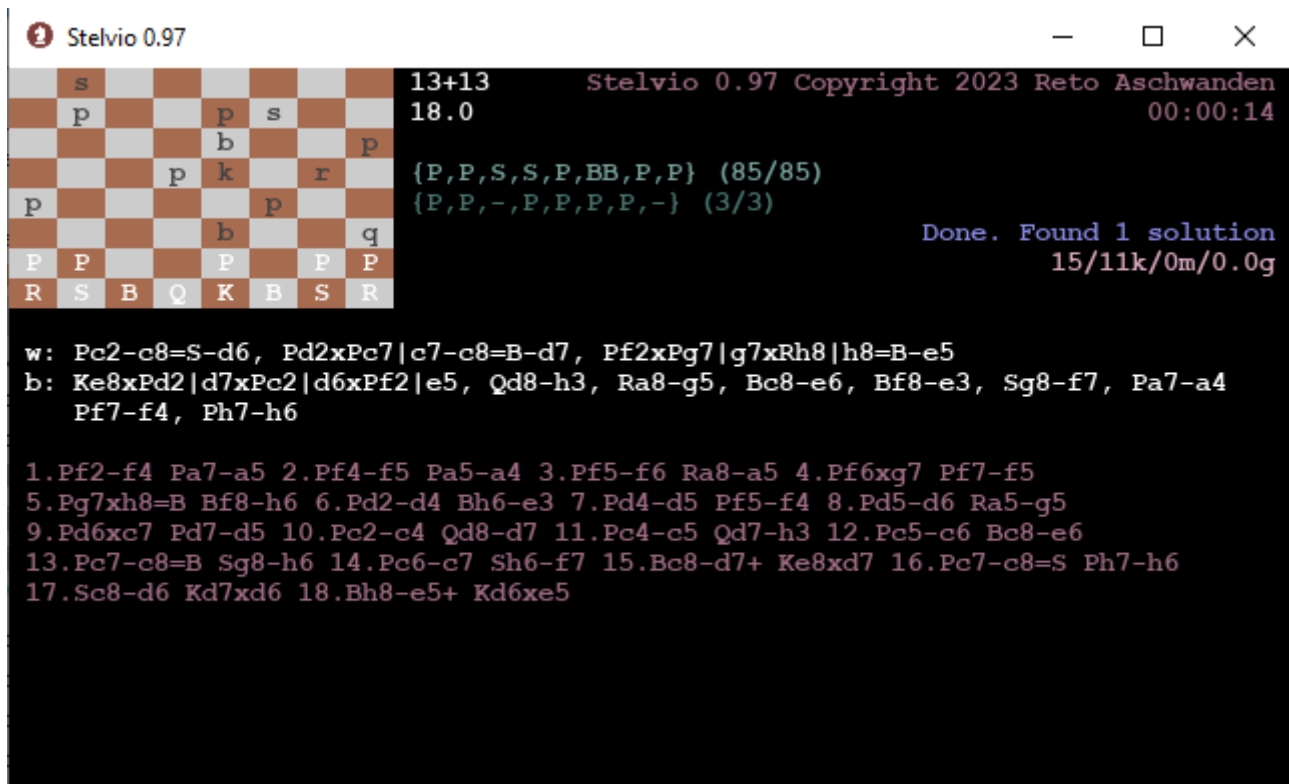 Stelvio 0.97
s 13+13 Stelvio 0.97 Copyright 2023 Reto Aschwanden
p p s 18.0 00:00:14
b p
p k r {P,P,S,S,P,BB,P,P} (85/85)
p p {P,P,-,P,P,P,P,-} (3/3)
b q Done. Found 1 solution
P P P P P 15/11k/0m/0.0g
R S B Q K B S R
w: Pc2-c8=S-d6, Pd2xPc7|c7-c8=B-d7, Pf2xPg7|g7xRh8|h8=B-e5
b: Ke8xPd2|d7xPc2|d6xPf2|e5, Qd8-h3, Ra8-g5, Bc8-e6, Bf8-e3, Sg8-f7, Pa7-a4
Pf7-f4, Ph7-h6
1.Pf2-f4 Pa7-a5 2.Pf4-f5 Pa5-a4 3.Pf5-f6 Ra8-a5 4.Pf6xg7 Pf7-f5
5.Pg7xh8=B Bf8-h6 6.Pd2-d4 Bh6-e3 7.Pd4-d5 Pf5-f4 8.Pd5-d6 Ra5-g5
9.Pd6xc7 Pd7-d5 10.Pc2-c4 Qd8-d7 11.Pc4-c5 Qd7-h3 12.Pc5-c6 Bc8-e6
13.Pc7-c8=B Sg8-h6 14.Pc6-c7 Sh6-f7 15.Bc8-d7+ Ke8xd7 16.Pc7-c8=S Ph7-h6
17.Sc8-d6 Kd7xd6 18.Bh8-e5+ Kd6xe5